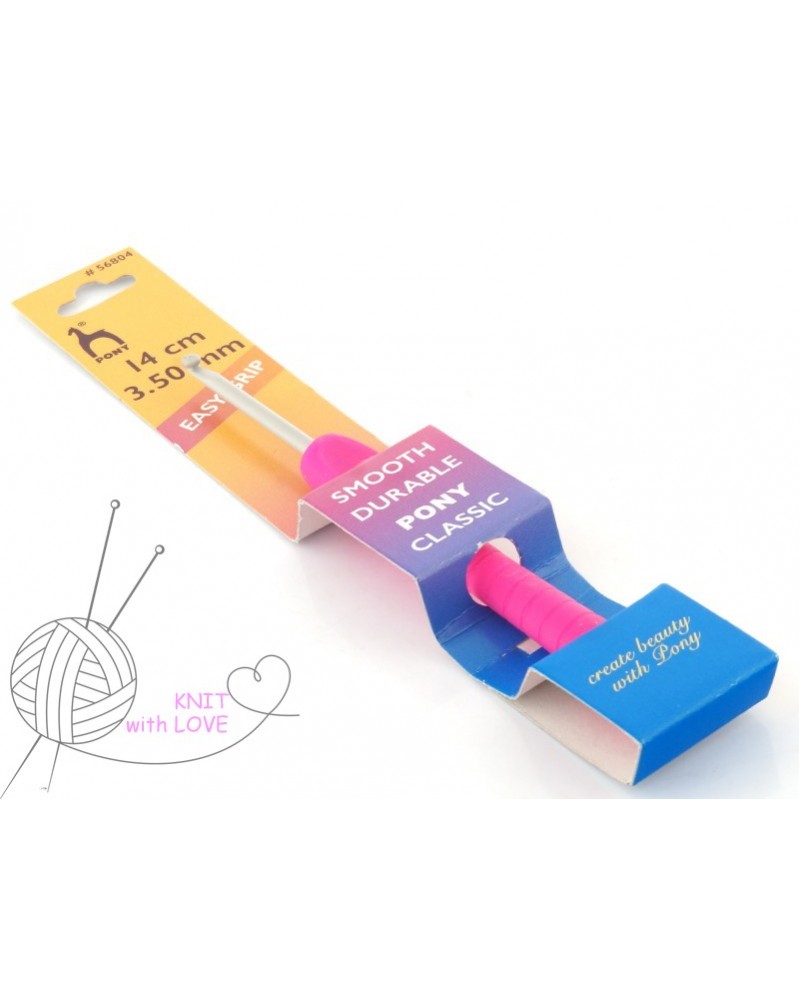 # 56804
PONY
14 cm
3.50 mm
EASY GRIP
SMOOTH
DURABLE
PONY
CLASSIC
create beauty
with Pony
KNIT
with LOVE